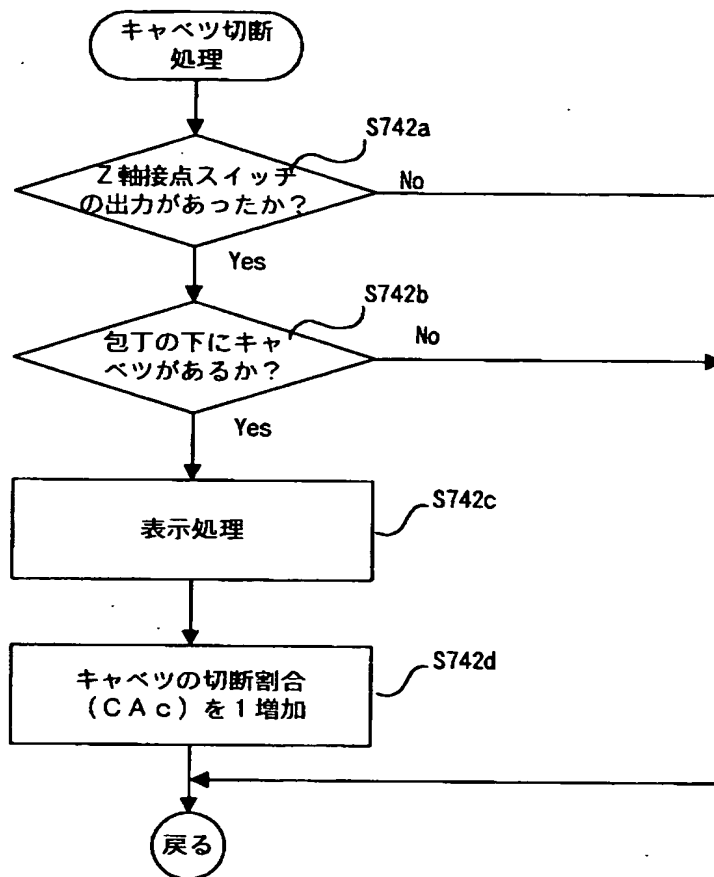 キャベツ切断
処理
S742a
Z軸接点スイッチ
の出力があったか？
No
Yes
S742b
包丁の下にキャ
ベツがあるか？
No
Yes
S742c
表示処理
S742d
キャベツの切断割合
（CAc）を1増加
戻る